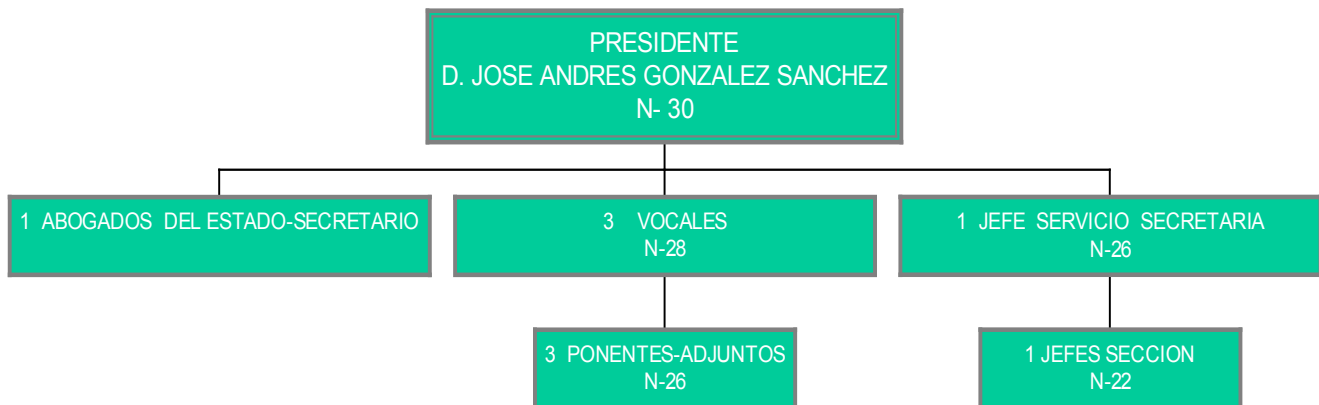 PRESIDENTE
D. JOSE ANDRES GONZALEZ SANCHEZ
N- 30
1 ABOGADOS DEL ESTADO-SECRETARIO
3 VOCALES
N-28
1 JEFE SERVICIO SECRETARIA
N-26
3 PONENTES-ADJUNTOS
N-26
1 JEFES SECCION
N-22